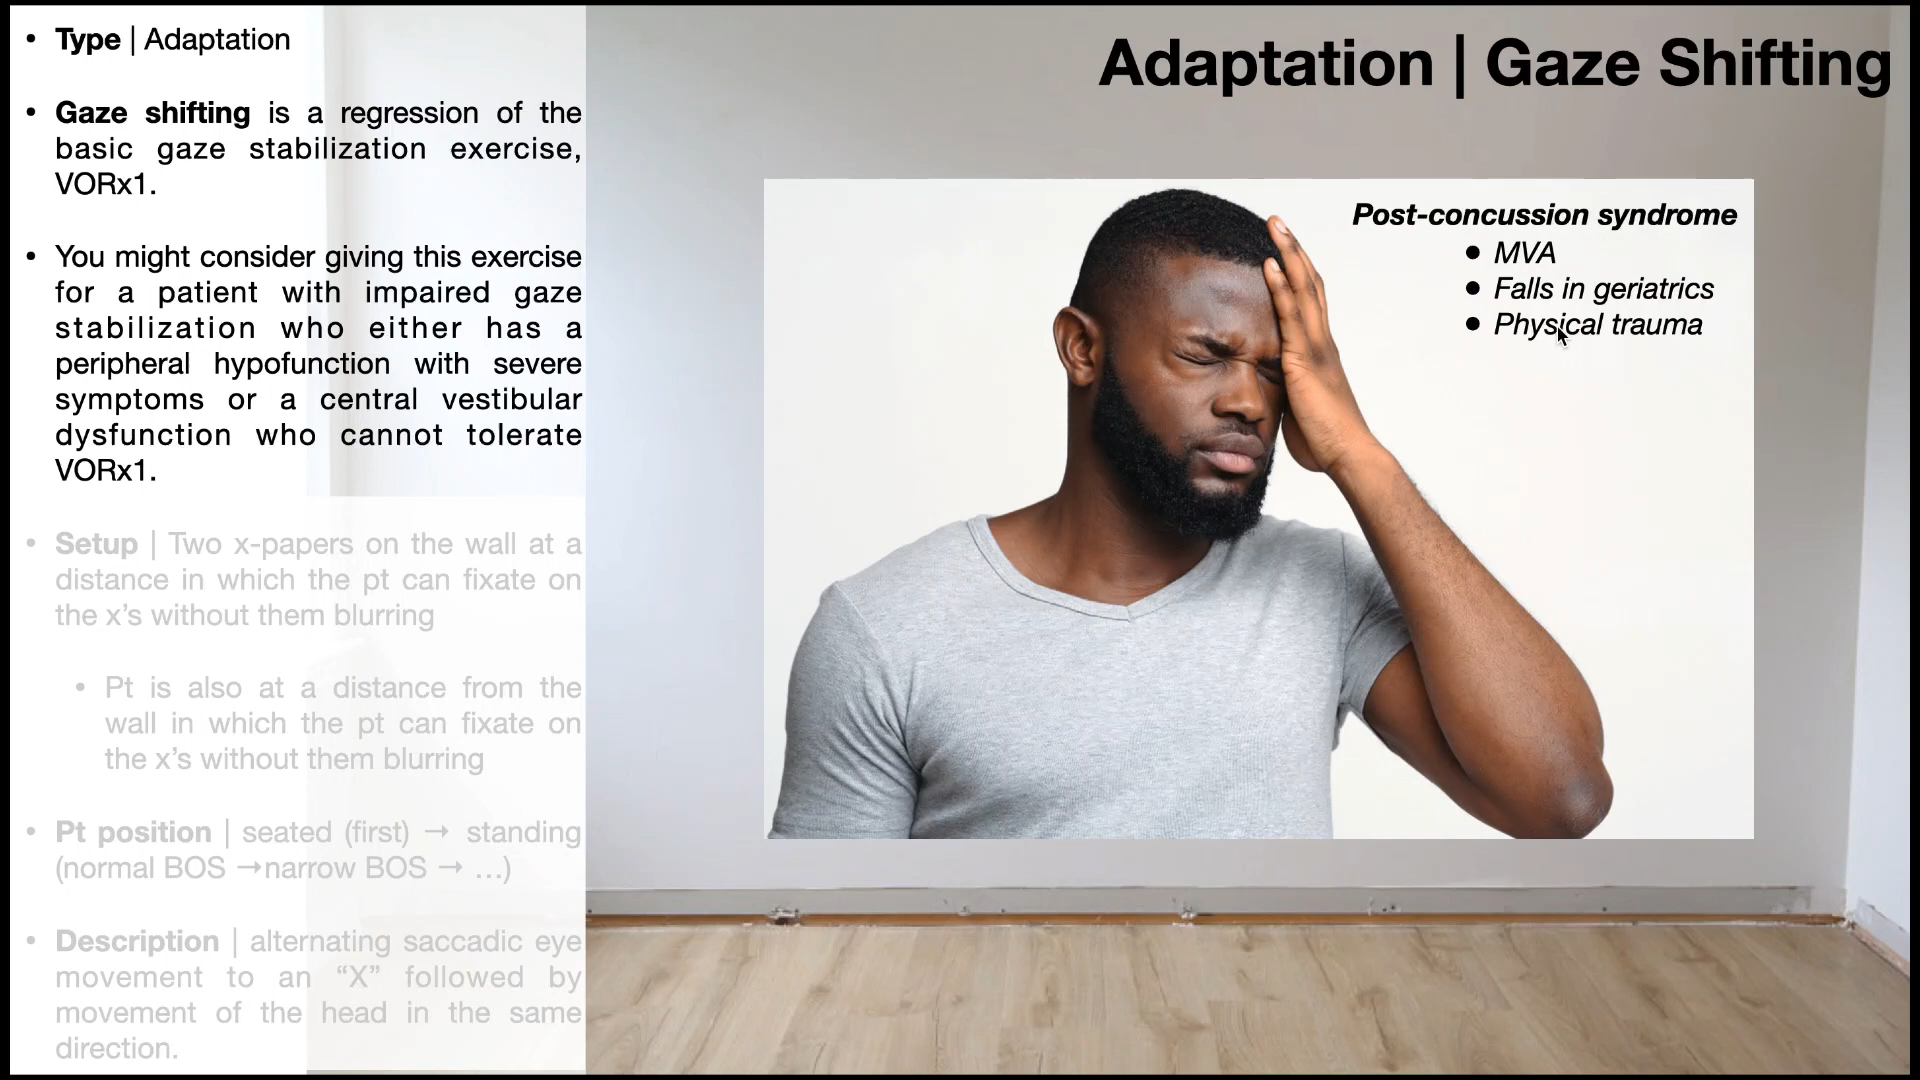 Adaptation | Gaze Shifting
• Type | Adaptation
• Gaze shifting is a regression of the
basic gaze stabilization exercise,
VORx1.
• You might consider giving this exercise
for a patient with impaired gaze
stabilization who either has a
peripheral hypofunction with severe
symptoms or a central vestibular
dysfunction who cannot tolerate
VORx1.
• Setup | Two x-papers on the wall at a
distance in which the pt can fixate on
the x’s without them blurring
• Pt is also at a distance from the
wall in which the pt can fixate on
the x’s without them blurring
• Pt position | seated (first) → standing
(normal BOS →narrow BOS → …)
• Description | alternating saccadic eye
movement to an “X” followed by
movement of the head in the same
direction.
Post-concussion syndrome
● MVA
● Falls in geriatrics
● Physical trauma